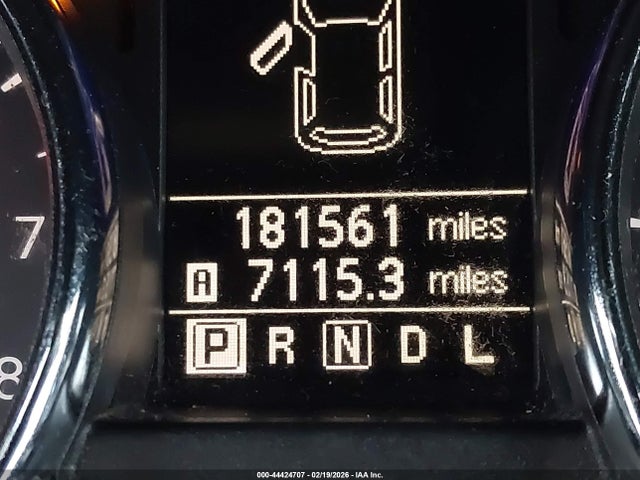 181561 miles
A 7115.3 miles
P R N D L
7
8
000-44424707 - 02/19/2026 - IAA Inc.